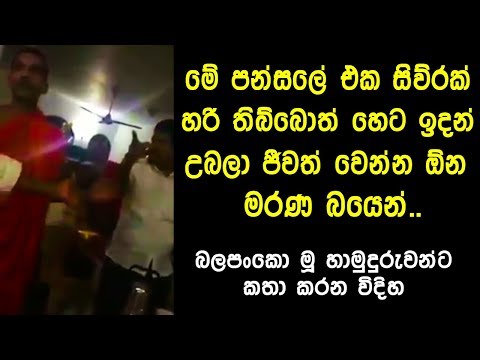 මේ පන්සලේ එක සිව්රක්
හරි තිබ්බොත් හෙට ඉදන්
උබලා ජීවත් වෙන්න ඕන
මරණ බයෙන්..
බලපංකො මූ හාමුදුරුවන්ට
කතා කරන විදිහ